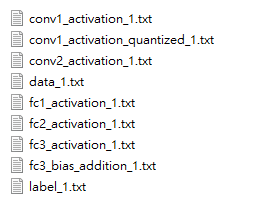 conv1_activation_1.txt
conv1_activation_quantized_1.txt
conv2_activation_1.txt
data_1.txt
fc1_activation_1.txt
fc2_activation_1.txt
fc3_activation_1.txt
fc3_bias_addition_1.txt
label_1.txt